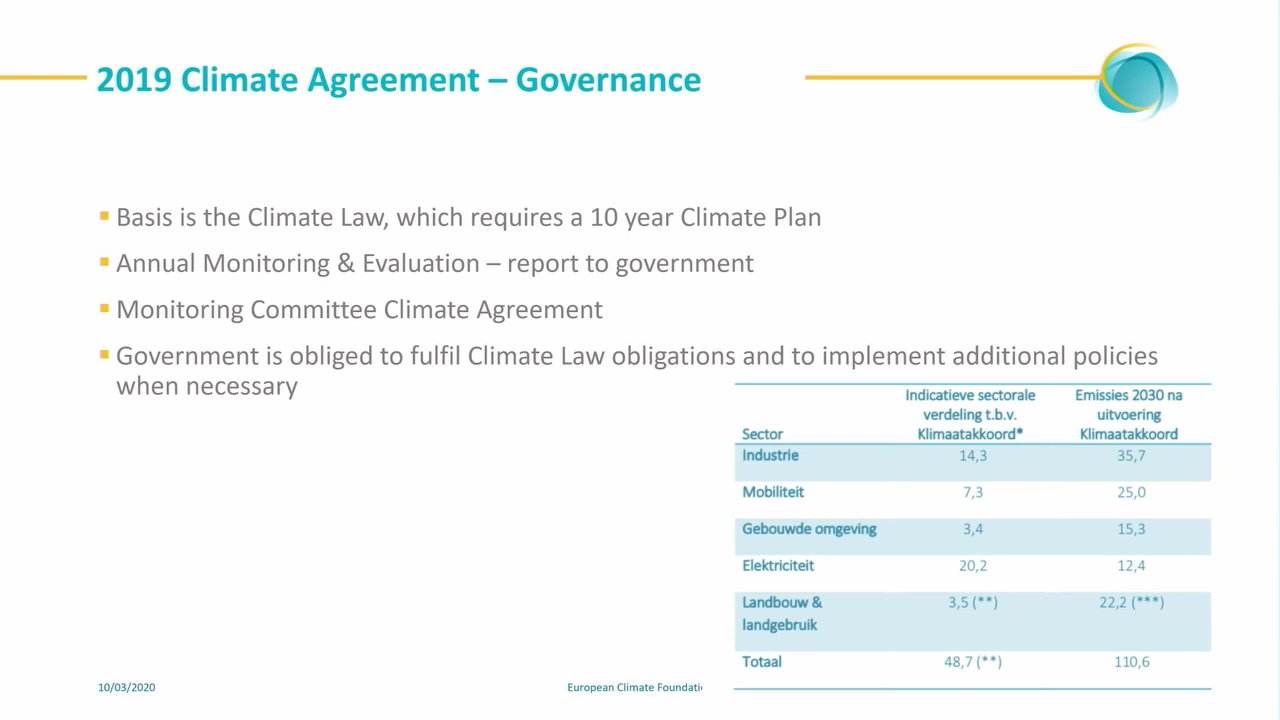 2019 Climate Agreement – Governance
▪ Basis is the Climate Law, which requires a 10 year Climate Plan
▪ Annual Monitoring & Evaluation – report to government
▪ Monitoring Committee Climate Agreement
▪ Government is obliged to fulfil Climate Law obligations and to implement additional policies
when necessary
Sector Indicatieve sectorale verdeling t.b.v. Klimaatakkoord* Emissies 2030 na uitvoering Klimaatakkoord
Industrie 14,3 35,7
Mobiliteit 7,3 25,0
Gebouwde omgeving 3,4 15,3
Elektriciteit 20,2 12,4
Landbouw & landgebruik 3,5 (**) 22,2 (***)
Totaal 48,7 (**) 110,6
10/03/2020
European Climate